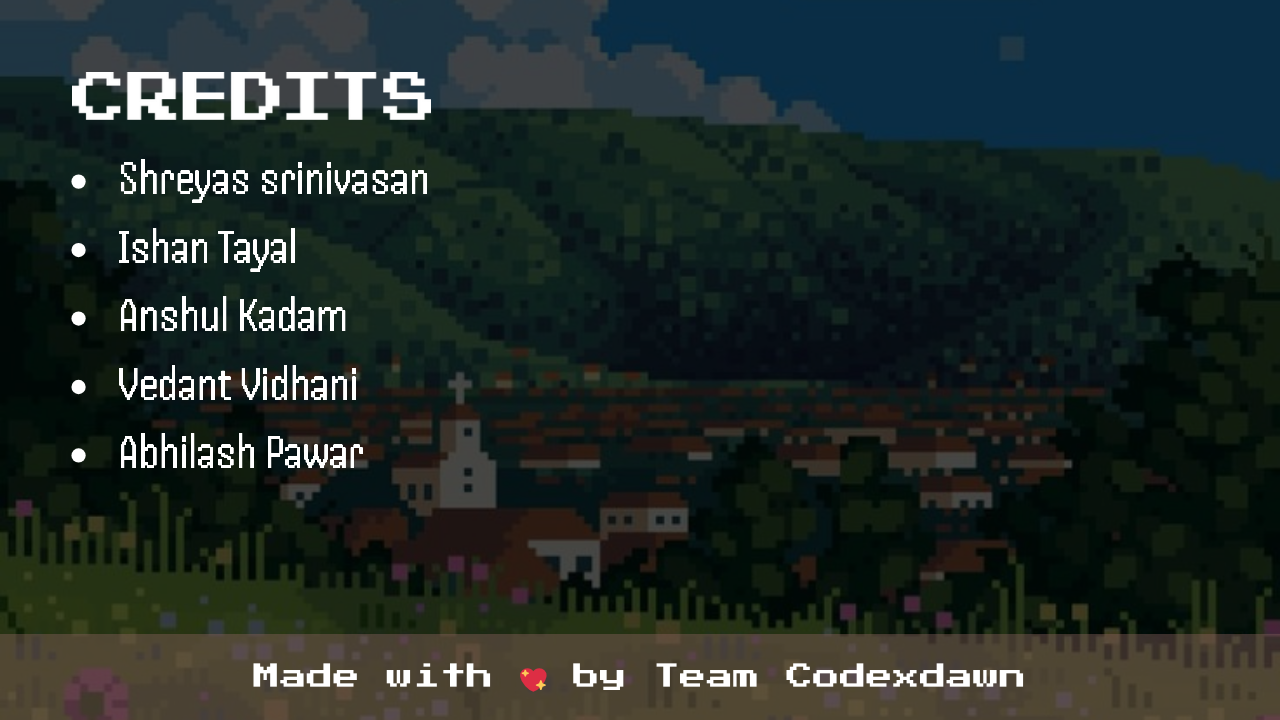 CREDITS
• Shreyas srinivasan
• Ishan Tayal
• Anshul Kadam
• Vedant Vidhani
• Abhilash Pawar
Made with 💖 by Team Codexdawn